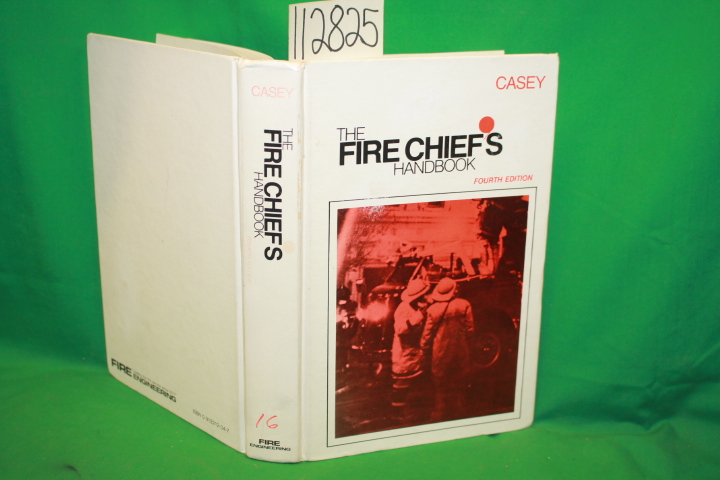 112825
CASEY
THE
FIRE CHIEF'S
HANDBOOK
FOURTH EDITION
CASEY
THE
FIRE CHIEF'S
HANDBOOK
16
FIRE
ENGINEERING
FIRE
ENGINEERING